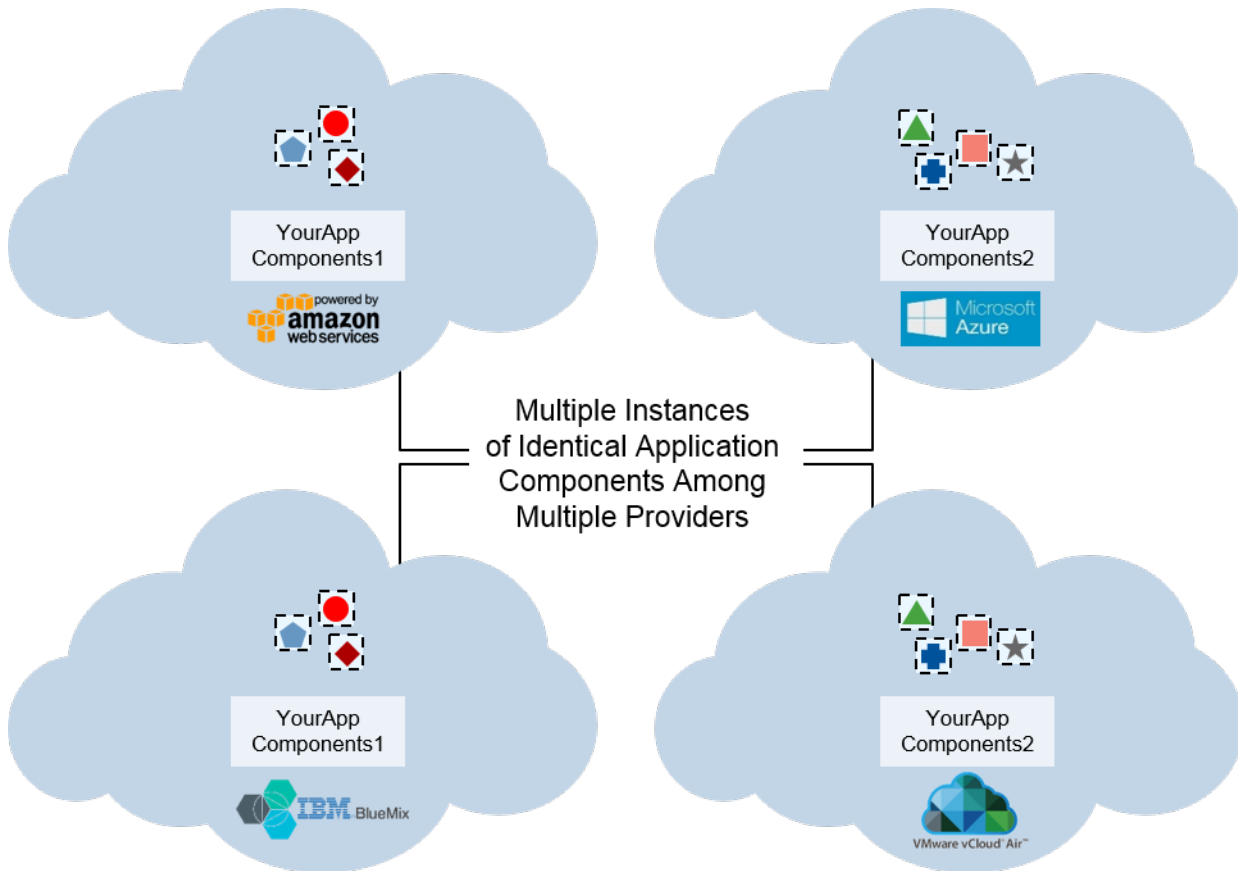 YourApp
Components1
powered by
amazon
webservices
YourApp
Components2
Microsoft
Azure
Multiple Instances
of Identical Application
Components Among
Multiple Providers
YourApp
Components1
IBM BlueMix
YourApp
Components2
VMware vCloud® Air™